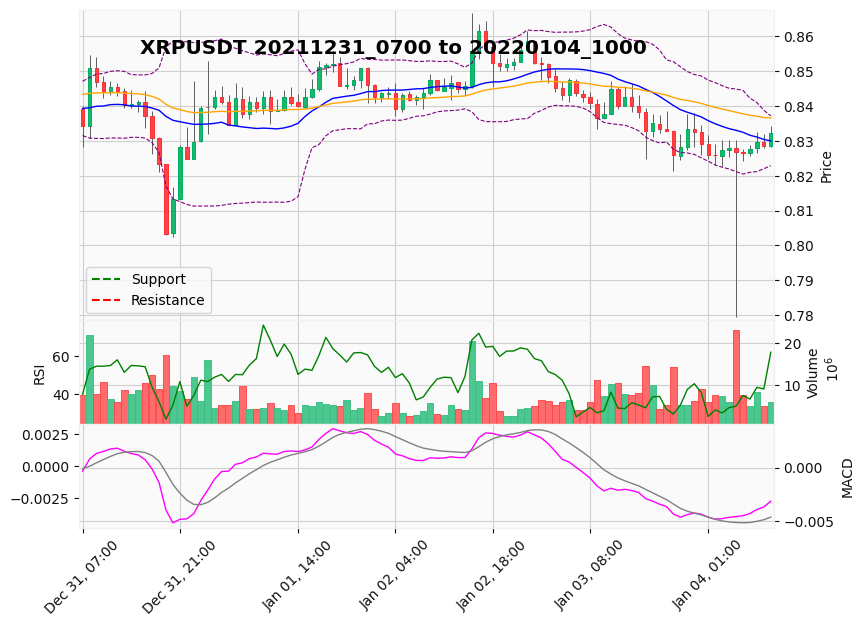 XRPUSDT 20211231_0700 to 20220104_1000
0.86
0.85
0.84
0.83
0.82
0.81
0.80
0.79
0.78
Price
Support
Resistance
60
40
RSI
20
10
Volume
10^6
0.0025
0.0000
−0.0025
0.000
−0.005
MACD
Dec 31, 07:00
Dec 31, 21:00
Jan 01, 14:00
Jan 02, 04:00
Jan 02, 18:00
Jan 03, 08:00
Jan 04, 01:00